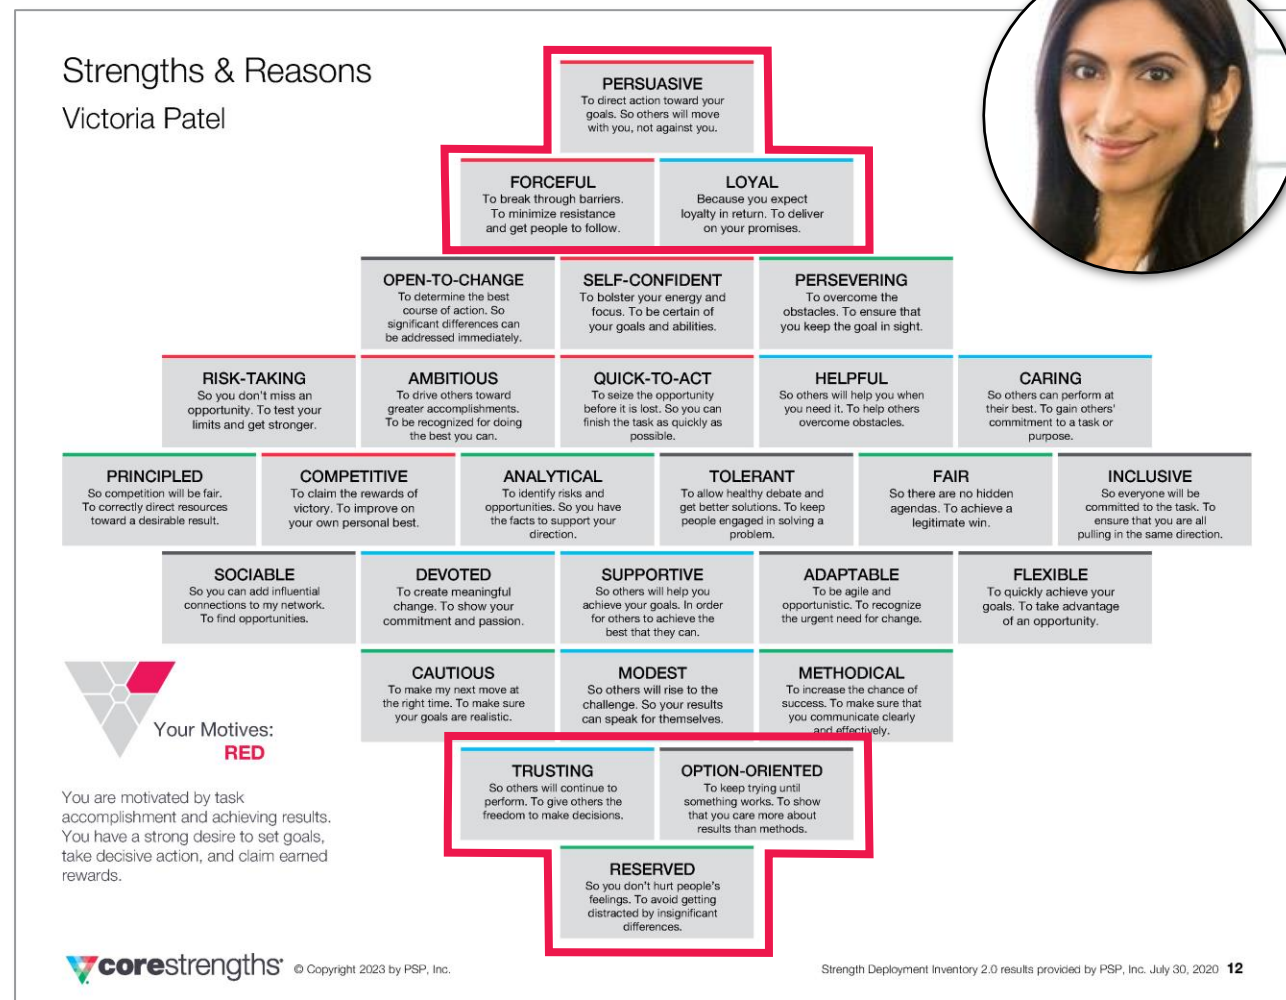 Strengths & Reasons
Victoria Patel
PERSUASIVE
To direct action toward your
goals. So others will move
with you, not against you.
FORCEFUL
To break through barriers.
To minimize resistance
and get people to follow.
LOYAL
Because you expect
loyalty in return. To deliver
on your promises.
OPEN-TO-CHANGE
To determine the best
course of action. So
significant differences can
be addressed immediately.
SELF-CONFIDENT
To bolster your energy and
focus. To be certain of
your goals and abilities.
PERSEVERING
To overcome the
obstacles. To ensure that
you keep the goal in sight.
RISK-TAKING
So you don't miss an
opportunity. To test your
limits and get stronger.
AMBITIOUS
To drive others toward
greater accomplishments.
To be recognized for doing
the best you can.
QUICK-TO-ACT
To seize the opportunity
before it is lost. So you can
finish the task as quickly as
possible.
HELPFUL
So others will help you when
you need it. To help others
overcome obstacles.
CARING
So others can perform at
their best. To gain others'
commitment to a task or
purpose.
PRINCIPLED
So competition will be fair.
To correctly direct resources
toward a desirable result.
COMPETITIVE
To claim the rewards of
victory. To improve on
your own personal best.
ANALYTICAL
To identify risks and
opportunities. So you have
the facts to support your
direction.
TOLERANT
To allow healthy debate and
get better solutions. To keep
people engaged in solving a
problem.
FAIR
So there are no hidden
agendas. To achieve a
legitimate win.
INCLUSIVE
So everyone will be
committed to the task. To
ensure that you are all
pulling in the same direction.
SOCIABLE
So you can add influential
connections to my network.
To find opportunities.
DEVOTED
To create meaningful
change. To show your
commitment and passion.
SUPPORTIVE
So others will help you
achieve your goals. In order
for others to achieve the
best that they can.
ADAPTABLE
To be agile and
opportunistic. To recognize
the urgent need for change.
FLEXIBLE
To quickly achieve your
goals. To take advantage
of an opportunity.
CAUTIOUS
To make my next move at
the right time. To make sure
your goals are realistic.
MODEST
So others will rise to the
challenge. So your results
can speak for themselves.
METHODICAL
To increase the chance of
success. To make sure that
you communicate clearly
and effectively.
TRUSTING
So others will continue to
perform. To give others the
freedom to make decisions.
OPTION-ORIENTED
To keep trying until
something works. To show
that you care more about
results than methods.
RESERVED
So you don't hurt people's
feelings. To avoid getting
distracted by insignificant
differences.
Your Motives:
RED
You are motivated by task
accomplishment and achieving results.
You have a strong desire to set goals,
take decisive action, and claim earned
rewards.
corestrengths © Copyright 2023 by PSP, Inc.
Strength Deployment Inventory 2.0 results provided by PSP, Inc. July 30, 2020 12